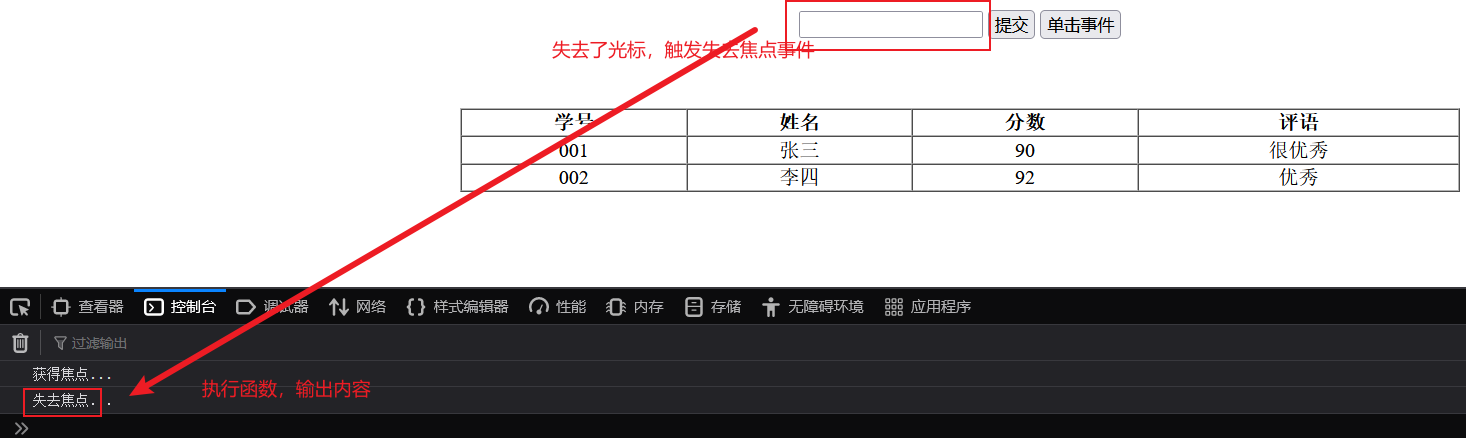 提交 单击事件
失去了光标，触发失去焦点事件
学号 姓名 分数 评语
001 张三 90 很优秀
002 李四 92 优秀
查看器 控制台 调试器 网络 样式编辑器 性能 内存 存储 无障碍环境 应用程序
过滤输出
获得焦点...
执行函数，输出内容
失去焦点...